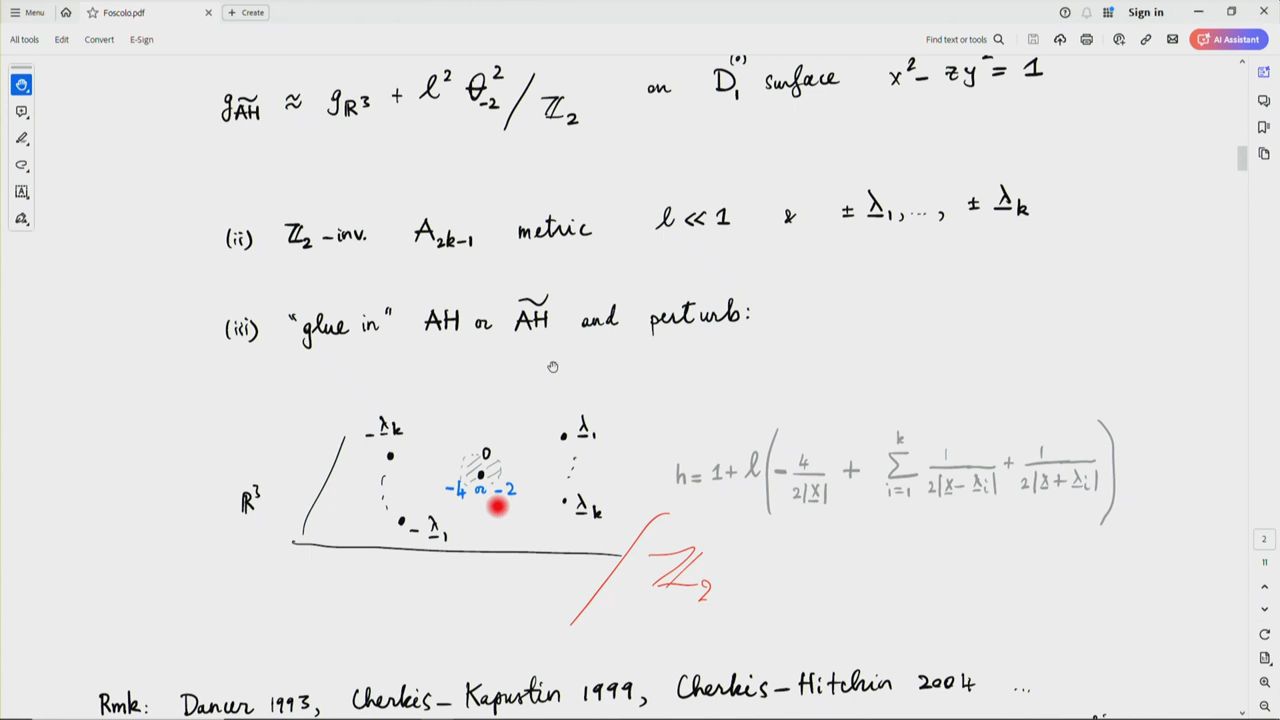 Menu Foscolo.pdf × + Create Sign in
All tools Edit Convert E-Sign Find text or tools AI Assistant
g_{\widetilde{AH}} ≈ g_{ℝ³} + ℓ² θ²_{-2} / ℤ₂ on D₁^{(0)} surface x² − zy² = 1
(ii) ℤ₂-inv. A_{2k−1} metric ℓ << 1 & ± λ₁, ..., ± λ_k
(iii) "glue in" AH or \widetilde{AH} and perturb:
−λ_k 0 λ₁
−4 or −2
ℝ³ −λ₁ λ_k
h = 1 + ℓ ( − 4/2|x| + Σ_{i=1}^{k} 1/2|x − λ_i| + 1/2|x + λ_i| )
/ ℤ₂
Rmk: Dancer 1993, Cherkis–Kapustin 1999, Cherkis–Hitchin 2004 ...
2
11